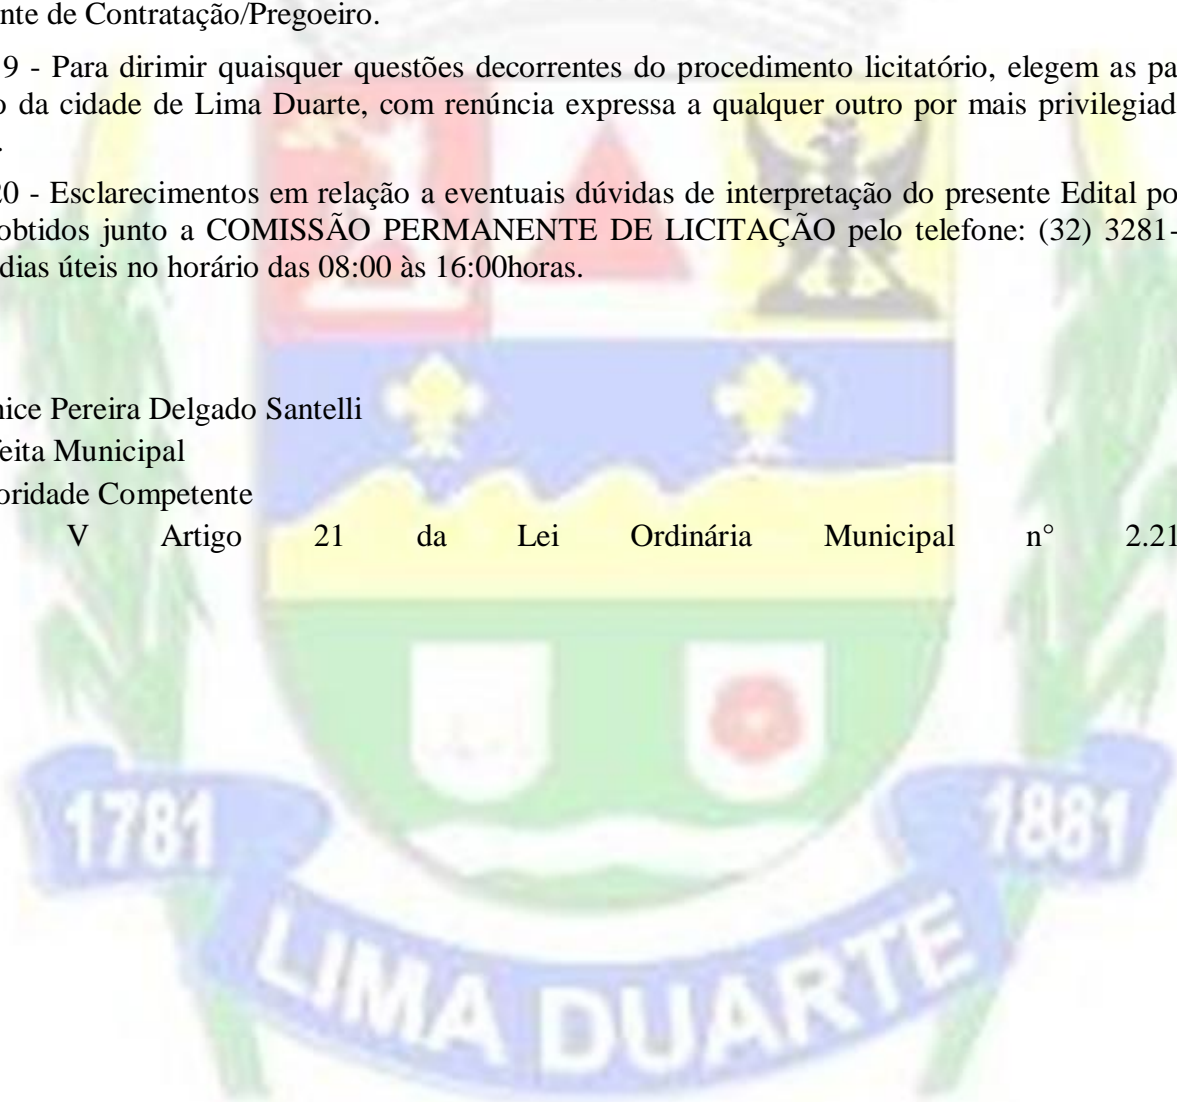 nte de Contratação/Pregoeiro.
9 - Para dirimir quaisquer questões decorrentes do procedimento licitatório, elegem as pa
o da cidade de Lima Duarte, com renúncia expressa a qualquer outro por mais privilegiad
.
20 - Esclarecimentos em relação a eventuais dúvidas de interpretação do presente Edital po
obtidos junto a COMISSÃO PERMANENTE DE LICITAÇÃO pelo telefone: (32) 3281-
dias úteis no horário das 08:00 às 16:00horas.
nice Pereira Delgado Santelli
feita Municipal
oridade Competente
V Artigo 21 da Lei Ordinária Municipal n° 2.21
1781
1881
LIMA DUARTE